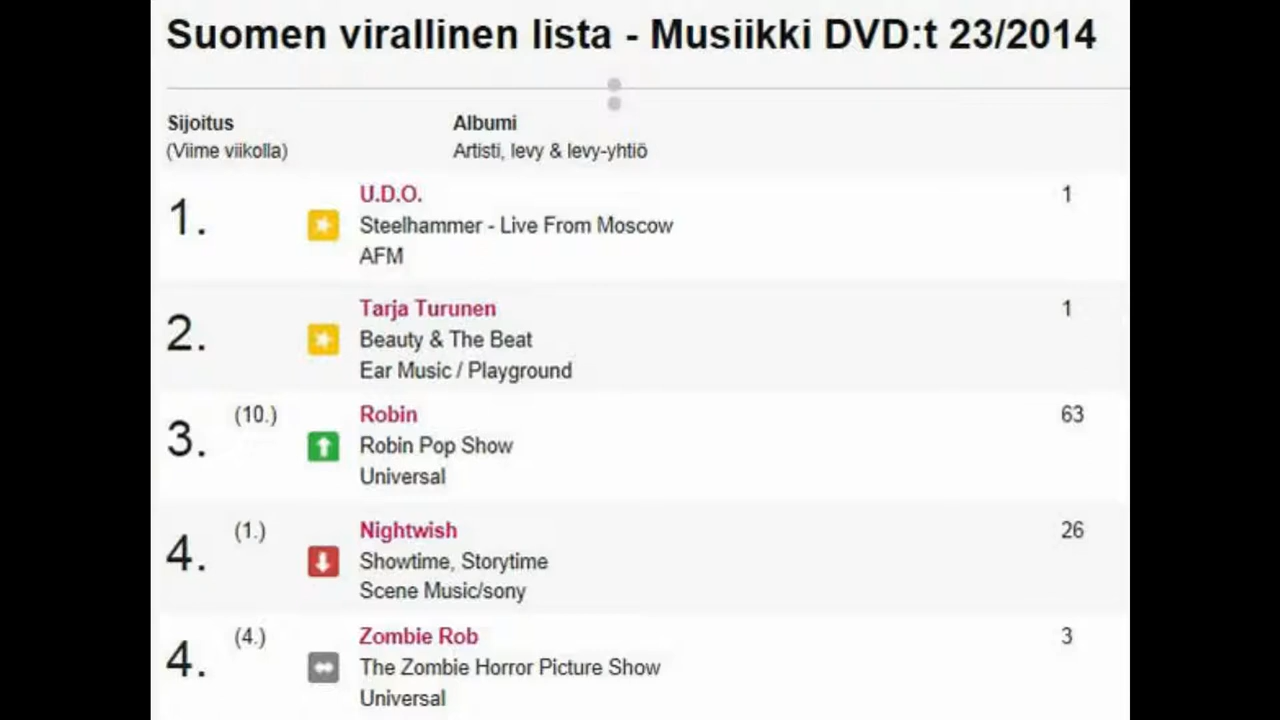 Suomen virallinen lista - Musiikki DVD:t 23/2014
Sijoitus Albumi
(Viime viikolla) Artisti, levy & levy-yhtiö
1. U.D.O. 1
Steelhammer - Live From Moscow
AFM
2. Tarja Turunen 1
Beauty & The Beat
Ear Music / Playground
3. (10.) Robin 63
Robin Pop Show
Universal
4. (1.) Nightwish 26
Showtime, Storytime
Scene Music/sony
4. (4.) Zombie Rob 3
The Zombie Horror Picture Show
Universal